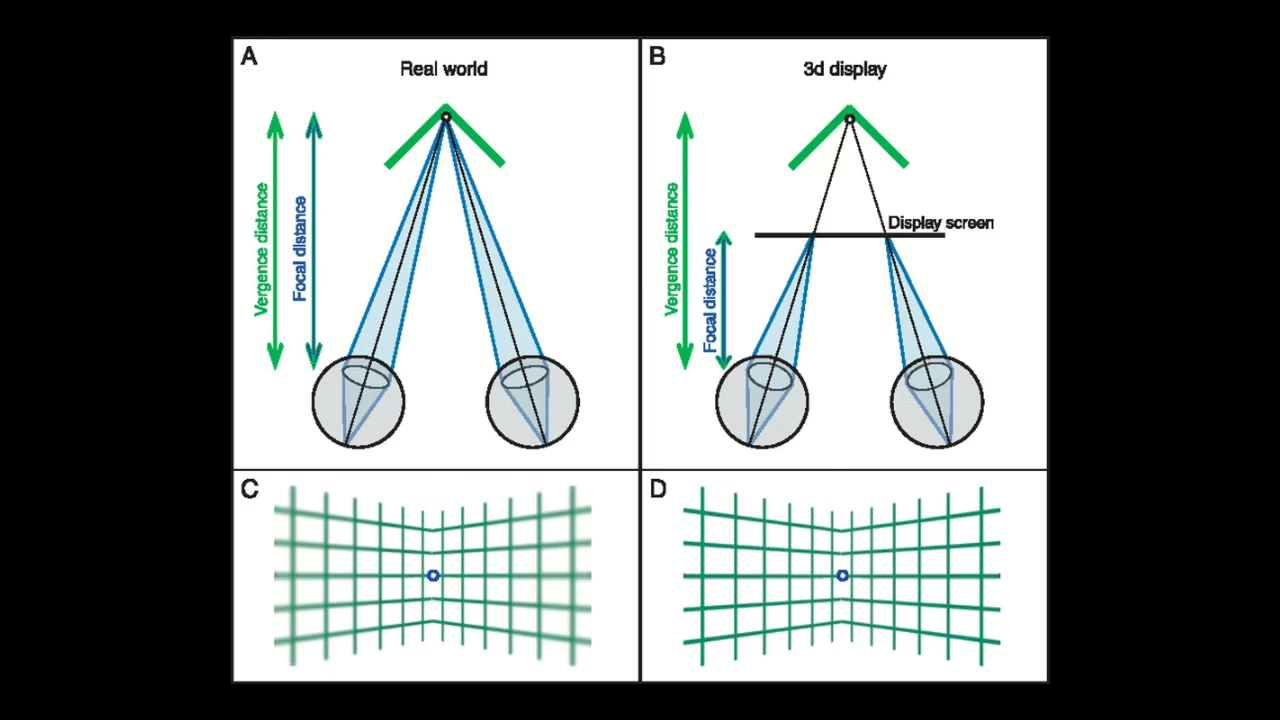 A
Real world
Vergence distance
Focal distance
B
3d display
Display screen
Vergence distance
Focal distance
C
D